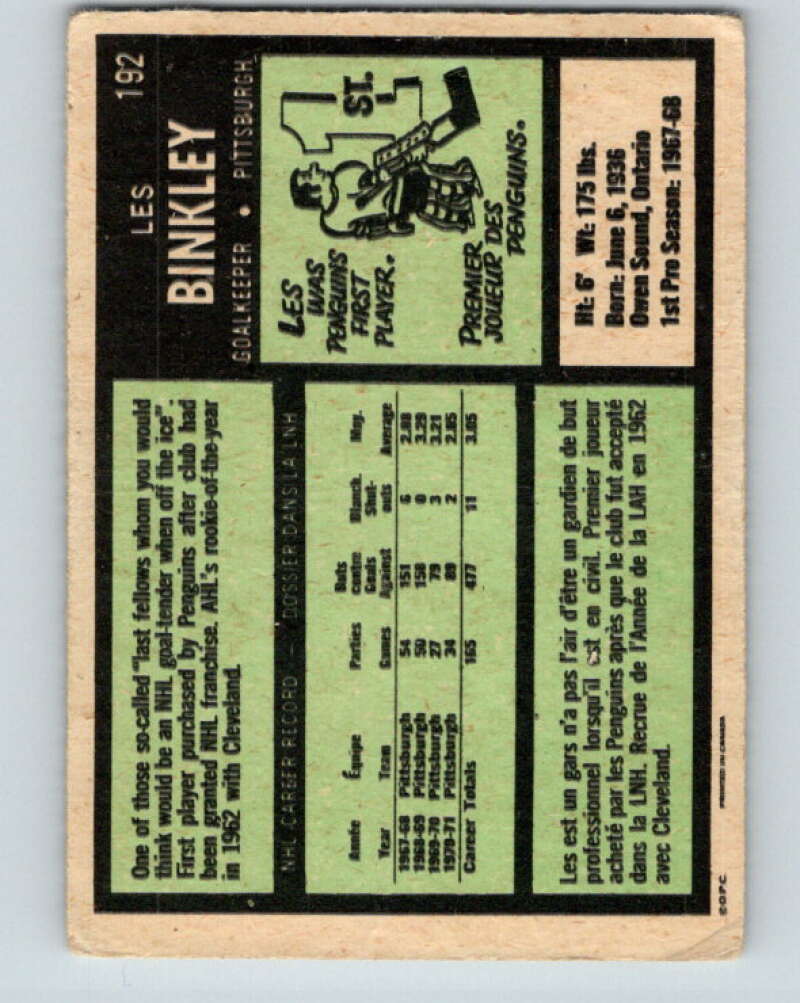 LES 192
BINKLEY
GOALKEEPER • PITTSBURGH
One of those so-called "last fellows whom you would
think would be an NHL goal-tender when off the ice".
First player purchased by Penguins after club had
been granted NHL franchise. AHL's rookie-of-the-year
in 1962 with Cleveland.
LES
WAS
PENGUINS
FIRST
PLAYER.
1 ST.
PREMIER
JOUEUR DES
PENGUINS.
NHL CAREER RECORD — DOSSIER DANS LA LNH
Année Équipe Parties Buts contre Blanch. Moy.
Year Team Games Goals Against Shut-outs Average
1967-68 Pittsburgh 54 151 6 2.88
1968-69 Pittsburgh 50 158 0 3.29
1969-70 Pittsburgh 27 79 3 3.21
1970-71 Pittsburgh 34 89 2 2.85
Career Totals 165 477 11 3.05
Ht: 6' Wt: 175 lbs.
Born: June 6, 1936
Owen Sound, Ontario
1st Pro Season: 1967-68
Les est un gars n'a pas l'air d'être un gardien de but
professionnel lorsqu'il est en civil. Premier joueur
acheté par les Penguins après que le club fut accepté
dans la LNH. Recrue de l'Année de la LAH en 1962
avec Cleveland.
©O.P.C. PRINTED IN CANADA